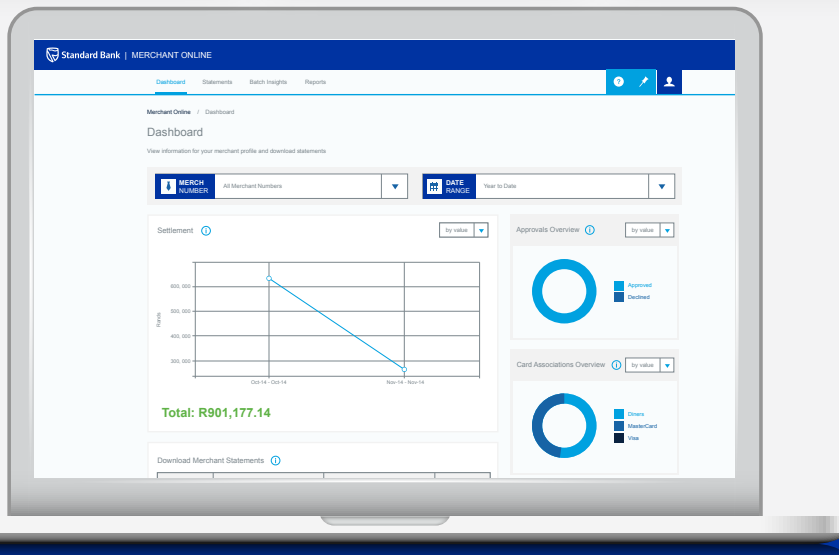 Standard Bank | MERCHANT ONLINE
Dashboard Statements Batch Insights Reports
?
Merchant Online / Dashboard
Dashboard
View information for your merchant profile and download statements
MERCH NUMBER
All Merchant Numbers
DATE RANGE
Year to Date
Settlement i
by value
600, 000
500, 000
400, 000
300, 000
Rands
Oct-14 - Oct-14 Nov-14 - Nov-14
Total: R901,177.14
Approvals Overview i
by value
Approved
Declined
Card Associations Overview i
by value
Diners
MasterCard
Visa
Download Merchant Statements i